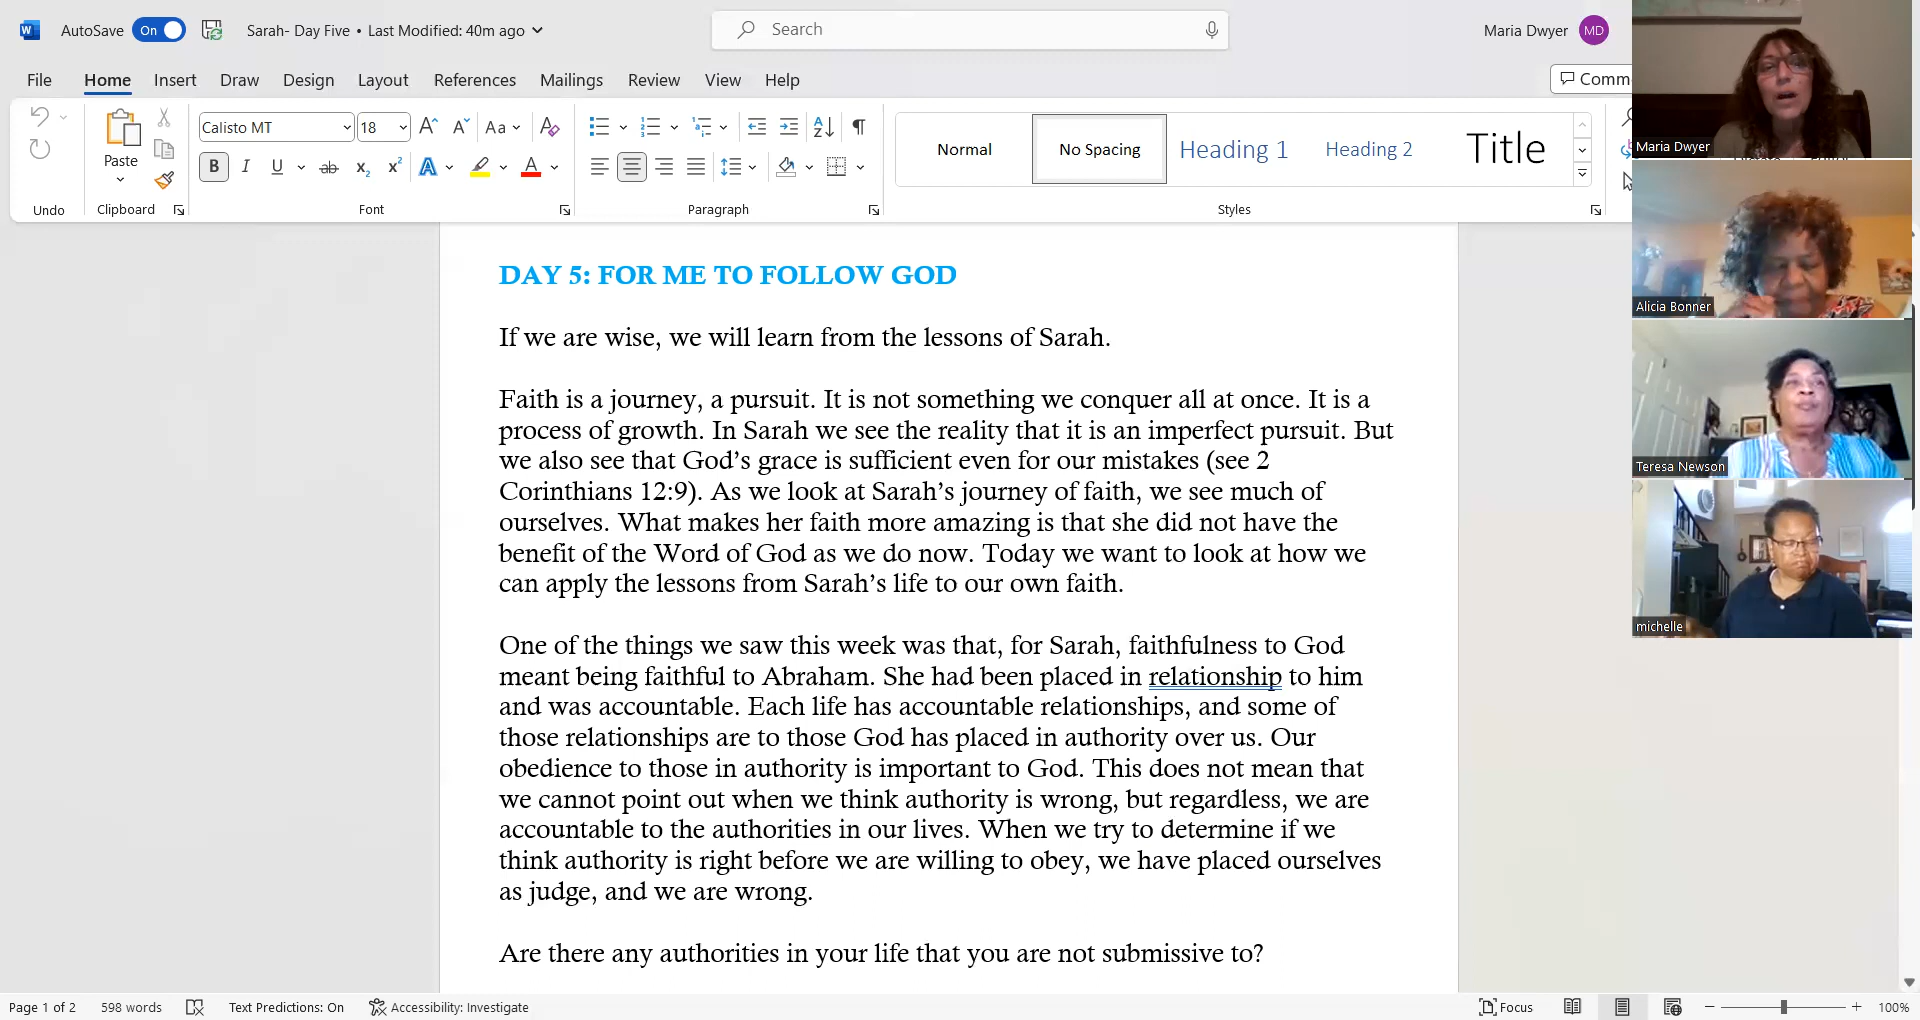 AutoSave On Sarah- Day Five • Last Modified: 40m ago Search Maria Dwyer MD
File Home Insert Draw Design Layout References Mailings Review View Help
Calisto MT 18
Paste
Normal No Spacing Heading 1 Heading 2 Title
Undo Clipboard Font Paragraph Styles
DAY 5: FOR ME TO FOLLOW GOD
If we are wise, we will learn from the lessons of Sarah.
Faith is a journey, a pursuit. It is not something we conquer all at once. It is a
process of growth. In Sarah we see the reality that it is an imperfect pursuit. But
we also see that God's grace is sufficient even for our mistakes (see 2
Corinthians 12:9). As we look at Sarah's journey of faith, we see much of
ourselves. What makes her faith more amazing is that she did not have the
benefit of the Word of God as we do now. Today we want to look at how we
can apply the lessons from Sarah's life to our own faith.
One of the things we saw this week was that, for Sarah, faithfulness to God
meant being faithful to Abraham. She had been placed in relationship to him
and was accountable. Each life has accountable relationships, and some of
those relationships are to those God has placed in authority over us. Our
obedience to those in authority is important to God. This does not mean that
we cannot point out when we think authority is wrong, but regardless, we are
accountable to the authorities in our lives. When we try to determine if we
think authority is right before we are willing to obey, we have placed ourselves
as judge, and we are wrong.
Are there any authorities in your life that you are not submissive to?
Maria Dwyer
Alicia Bonner
Teresa Newson
michelle
Page 1 of 2 598 words Text Predictions: On Accessibility: Investigate Focus 100%